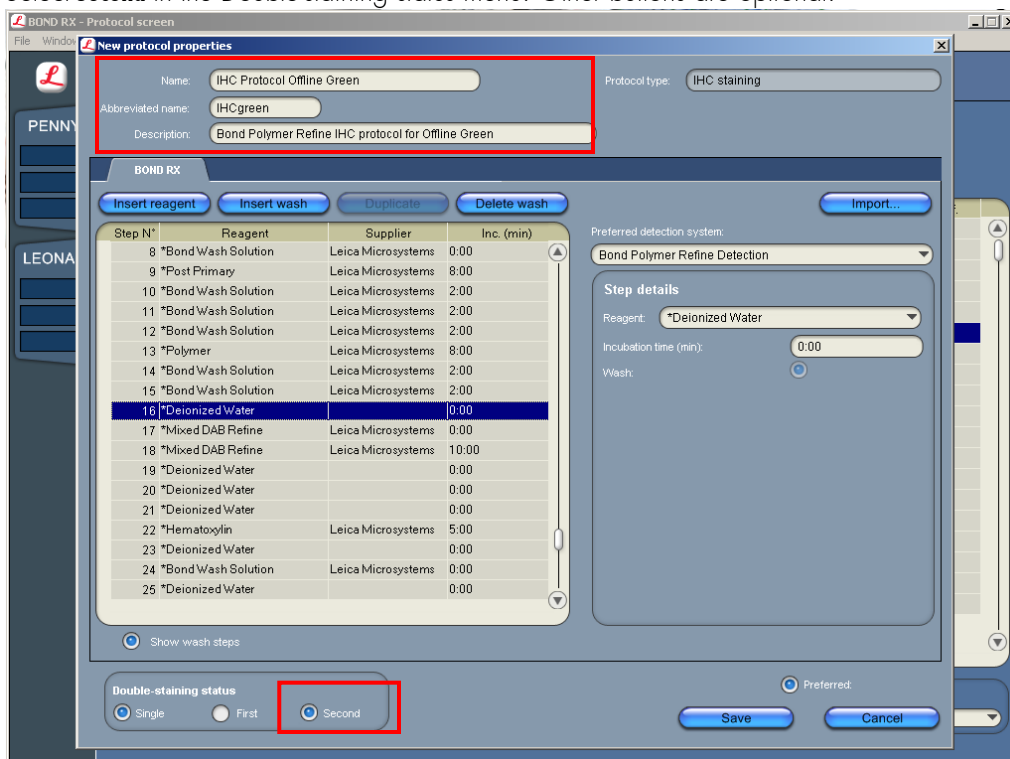 BOND RX - Protocol screen
File Window
New protocol properties
Name: IHC Protocol Offline Green
Protocol type: IHC staining
Abbreviated name: IHCgreen
Description: Bond Polymer Refine IHC protocol for Offline Green
PENNY
LEONA
BOND RX
Insert reagent Insert wash Duplicate Delete wash Import...
Step N° Reagent Supplier Inc. (min)
8 *Bond Wash Solution Leica Microsystems 0:00
9 *Post Primary Leica Microsystems 8:00
10 *Bond Wash Solution Leica Microsystems 2:00
11 *Bond Wash Solution Leica Microsystems 2:00
12 *Bond Wash Solution Leica Microsystems 2:00
13 *Polymer Leica Microsystems 8:00
14 *Bond Wash Solution Leica Microsystems 2:00
15 *Bond Wash Solution Leica Microsystems 2:00
16 *Deionized Water 0:00
17 *Mixed DAB Refine Leica Microsystems 0:00
18 *Mixed DAB Refine Leica Microsystems 10:00
19 *Deionized Water 0:00
20 *Deionized Water 0:00
21 *Deionized Water 0:00
22 *Hematoxylin Leica Microsystems 5:00
23 *Deionized Water 0:00
24 *Bond Wash Solution Leica Microsystems 0:00
25 *Deionized Water 0:00
Show wash steps
Preferred detection system:
Bond Polymer Refine Detection
Step details
Reagent: *Deionized Water
Incubation time (min): 0:00
Wash:
Double-staining status
Single First Second
Preferred:
Save Cancel